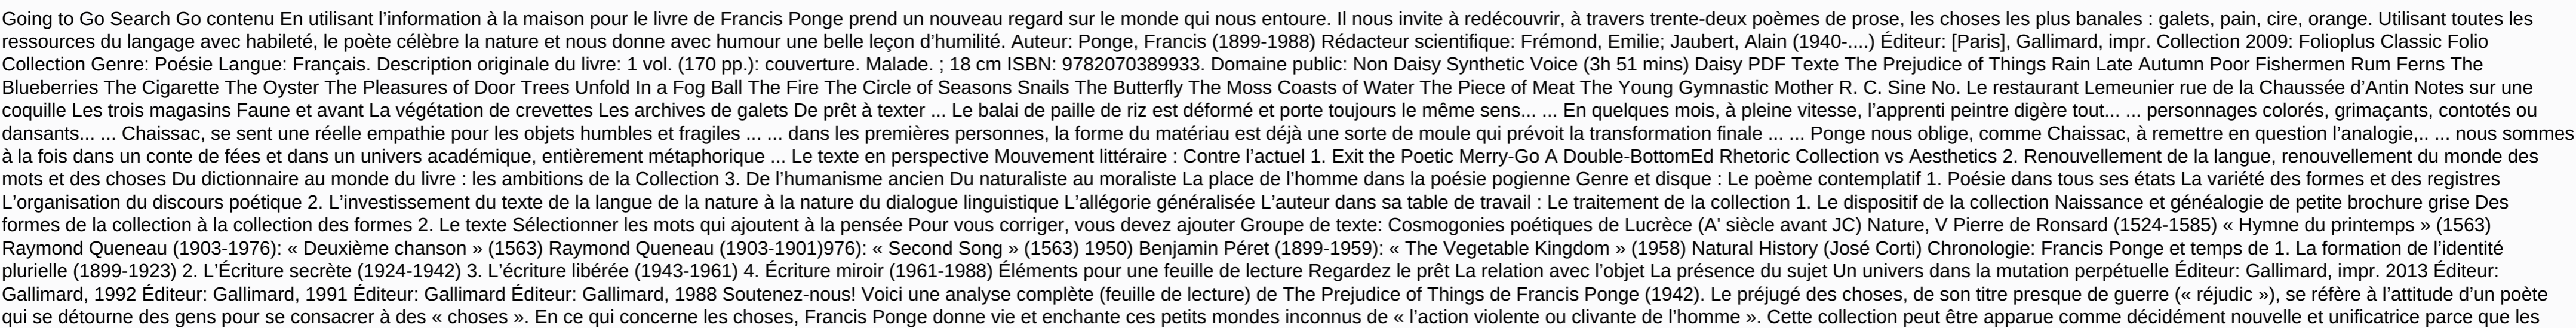 Going to Go Search Go contenu En utilisant l’information à la maison pour le livre de Francis Ponge prend un nouveau regard sur le monde qui nous entoure. Il nous invite à redécouvrir, à travers trente-deux poèmes de prose, les choses les plus banales : galets, pain, cire, orange. Utilisant toutes les
ressources du langage avec habileté, le poète célèbre la nature et nous donne avec humour une belle leçon d’humilité. Auteur: Ponge, Francis (1899-1988) Rédacteur scientifique: Frémond, Emilie; Jaubert, Alain (1940-....) Éditeur: [Paris], Gallimard, impr. Collection 2009: Folioplus Classic Folio
Collection Genre: Poésie Langue: Français. Description originale du livre: 1 vol. (170 pp.): couverture. Malade. ; 18 cm ISBN: 9782070389933. Domaine public: Non Daisy Synthetic Voice (3h 51 mins) Daisy PDF Texte The Prejudice of Things Rain Late Autumn Poor Fishermen Rum Ferns The
Blueberries The Cigarette The Oyster The Pleasures of Door Trees Unfold In a Fog Ball The Fire The Circle of Seasons Snails The Butterfly The Moss Coasts of Water The Piece of Meat The Young Gymnastic Mother R. C. Sine No. Le restaurant Lemeunier rue de la Chaussée d’Antin Notes sur une
coquille Les trois magasins Faune et avant La végétation de crevettes Les archives de galets De prêt à texter ... Le balai de paille de riz est déformé et porte toujours le même sens... ... En quelques mois, à pleine vitesse, l’apprenti peintre digère tout... ... personnages colorés, grimaçants, contotés ou
dansants... ... Chaissac, se sent une réelle empathie pour les objets humbles et fragiles ... ... dans les premières personnes, la forme du matériau est déjà une sorte de moule qui prévoit la transformation finale ... ... Ponge nous oblige, comme Chaissac, à remettre en question l’analogie,.. ... nous sommes
à la fois dans un conte de fées et dans un univers académique, entièrement métaphorique ... Le texte en perspective Mouvement littéraire : Contre l’actuel 1. Exit the Poetic Merry-Go A Double-BottomEd Rhetoric Collection vs Aesthetics 2. Renouvellement de la langue, renouvellement du monde des
mots et des choses Du dictionnaire au monde du livre : les ambitions de la Collection 3. De l’humanisme ancien Du naturaliste au moraliste La place de l’homme dans la poésie pogienne Genre et disque : Le poème contemplatif 1. Poésie dans tous ses états La variété des formes et des registres
L’organisation du discours poétique 2. L’investissement du texte de la langue de la nature à la nature du dialogue linguistique L’allégorie généralisée L’auteur dans sa table de travail : Le traitement de la collection 1. Le dispositif de la collection Naissance et généalogie de petite brochure grise Des
formes de la collection à la collection des formes 2. Le texte Sélectionner les mots qui ajoutent à la pensée Pour vous corriger, vous devez ajouter Groupe de texte: Cosmogonies poétiques de Lucrèce (A' siècle avant JC) Nature, V Pierre de Ronsard (1524-1585) « Hymne du printemps » (1563)
Raymond Queneau (1903-1976): « Deuxième chanson » (1563) Raymond Queneau (1903-1901)976): « Second Song » (1563) 1950) Benjamin Péret (1899-1959): « The Vegetable Kingdom » (1958) Natural History (José Corti) Chronologie: Francis Ponge et temps de 1. La formation de l’identité
plurielle (1899-1923) 2. L’Écriture secrète (1924-1942) 3. L’écriture libérée (1943-1961) 4. Écriture miroir (1961-1988) Éléments pour une feuille de lecture Regardez le prêt La relation avec l’objet La présence du sujet Un univers dans la mutation perpétuelle Éditeur: Gallimard, impr. 2013 Éditeur:
Gallimard, 1992 Éditeur: Gallimard, 1991 Éditeur: Gallimard Éditeur: Gallimard, 1988 Soutenez-nous! Voici une analyse complète (feuille de lecture) de The Prejudice of Things de Francis Ponge (1942). Le préjugé des choses, de son titre presque de guerre (« réjudic »), se réfère à l’attitude d’un poète
qui se détourne des gens pour se consacrer à des « choses ». En ce qui concerne les choses, Francis Ponge donne vie et enchante ces petits mondes inconnus de « l’action violente ou clivante de l’homme ». Cette collection peut être apparue comme décidément nouvelle et unificatrice parce que les